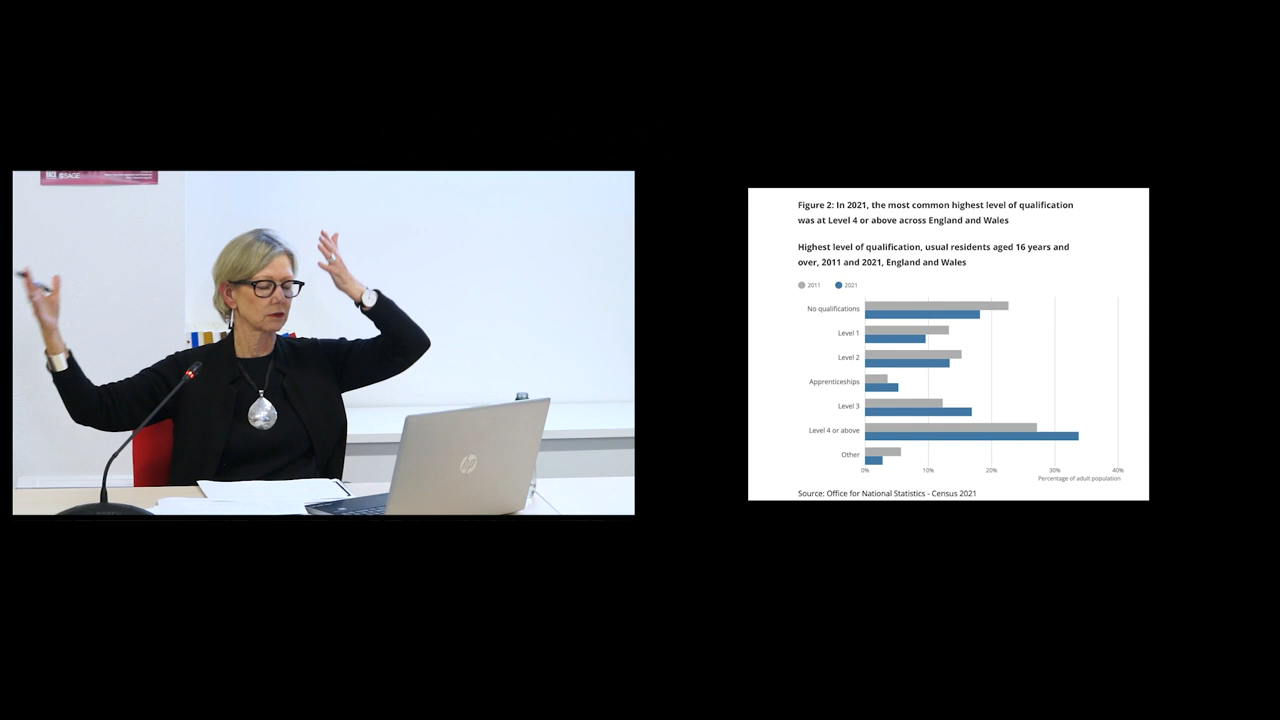 SAGE
hp
Figure 2: In 2021, the most common highest level of qualification
was at Level 4 or above across England and Wales
Highest level of qualification, usual residents aged 16 years and
over, 2011 and 2021, England and Wales
2011 2021
No qualifications
Level 1
Level 2
Apprenticeships
Level 3
Level 4 or above
Other
0% 10% 20% 30% 40%
Percentage of adult population
Source: Office for National Statistics - Census 2021